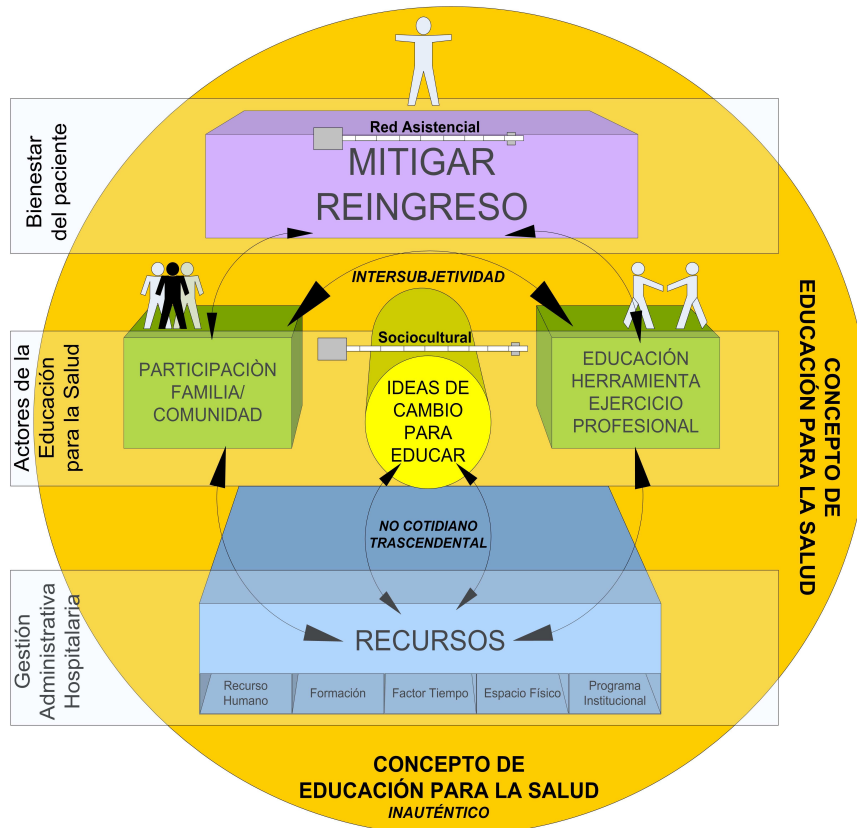 Bienestar
del paciente
Red Asistencial
MITIGAR
REINGRESO
INTERSUBJETIVIDAD
Actores de la
Educación
para la Salud
PARTICIPACIÒN
FAMILIA/
COMUNIDAD
Sociocultural
IDEAS DE
CAMBIO
PARA
EDUCAR
EDUCACIÓN
HERRAMIENTA
EJERCICIO
PROFESIONAL
CONCEPTO DE
EDUCACIÓN PARA LA SALUD
NO COTIDIANO
TRASCENDENTAL
Gestión
Administrativa
Hospitalaria
RECURSOS
Recurso
Humano
Formación
Factor Tiempo
Espacio Físico
Programa
Institucional
CONCEPTO DE
EDUCACIÓN PARA LA SALUD
INAUTÉNTICO